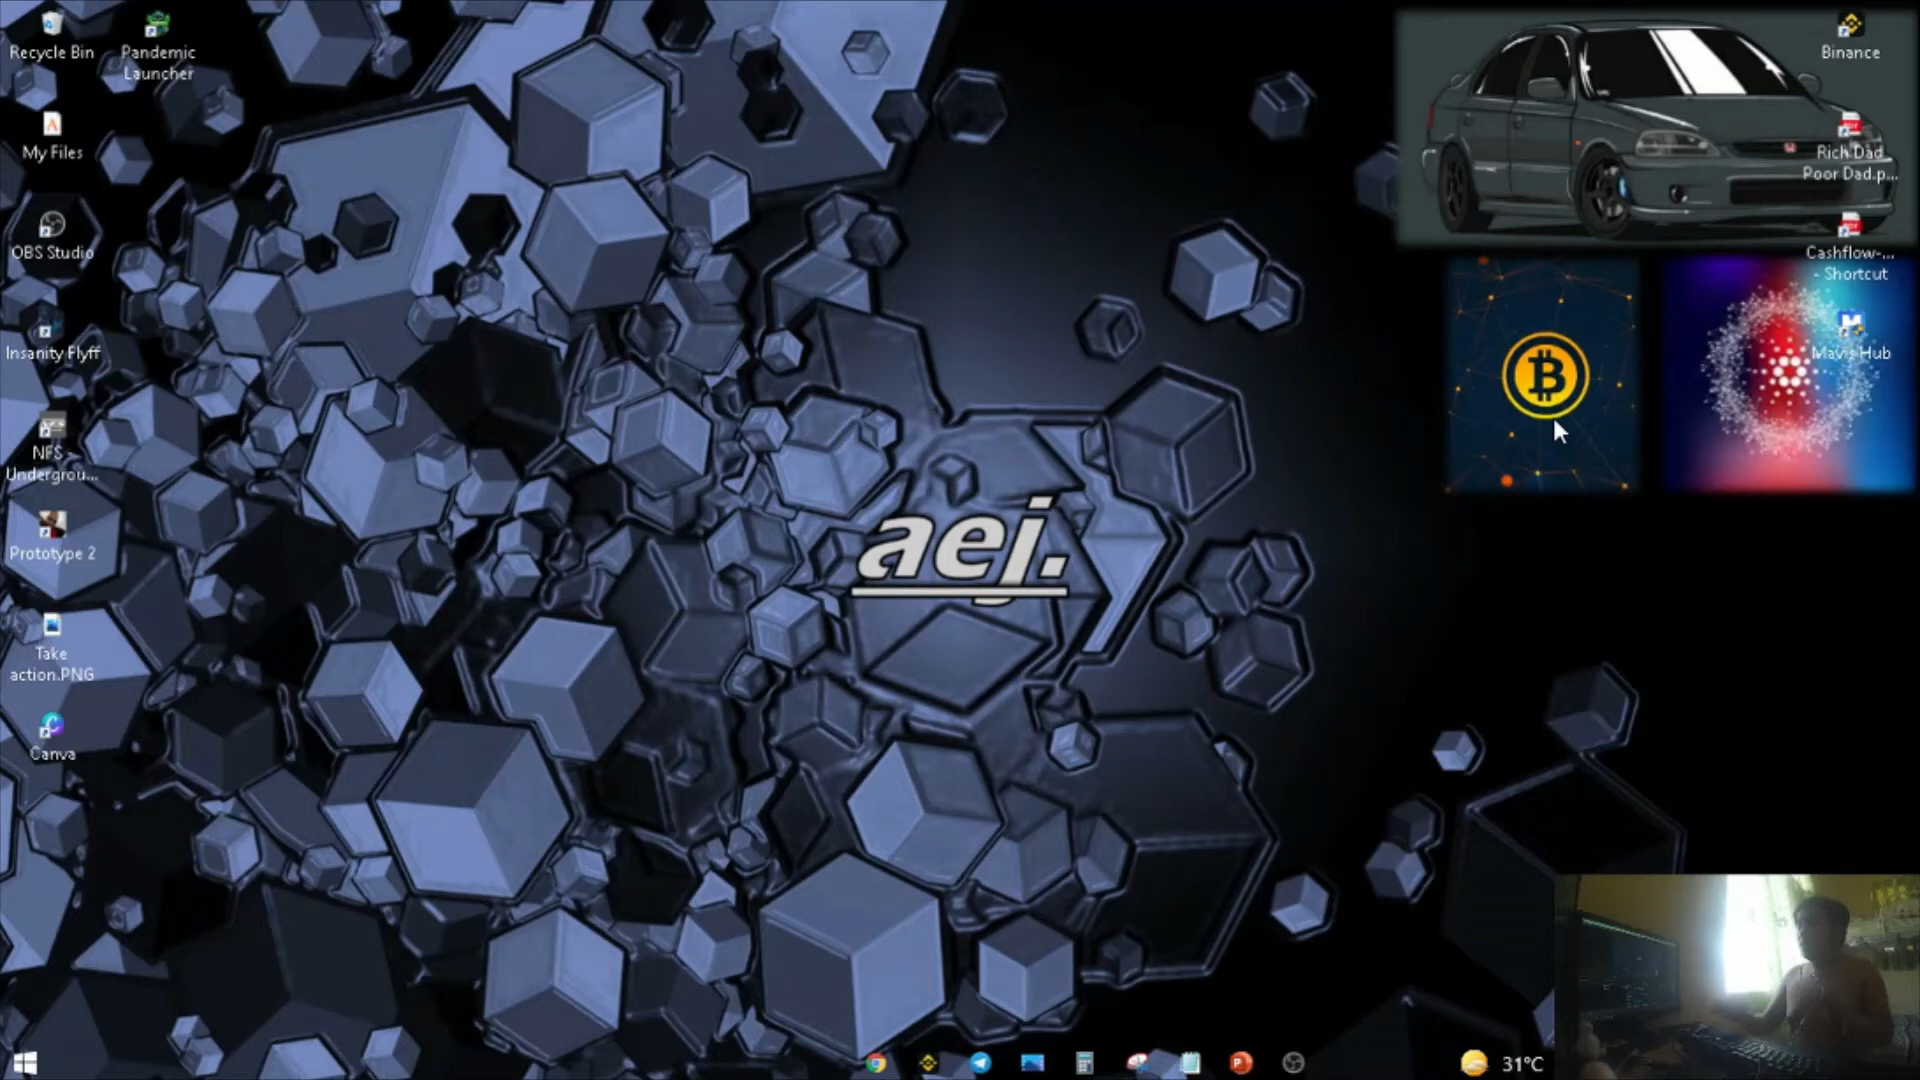 Recycle Bin
Pandemic
Launcher
My Files
OBS Studio
Insanity Flyff
NFS -
Undergrou...
Prototype 2
Take
action.PNG
Canva
aej.
Binance
Rich Dad
Poor Dad.p...
Cashflow-...
- Shortcut
Mavis Hub
31°C